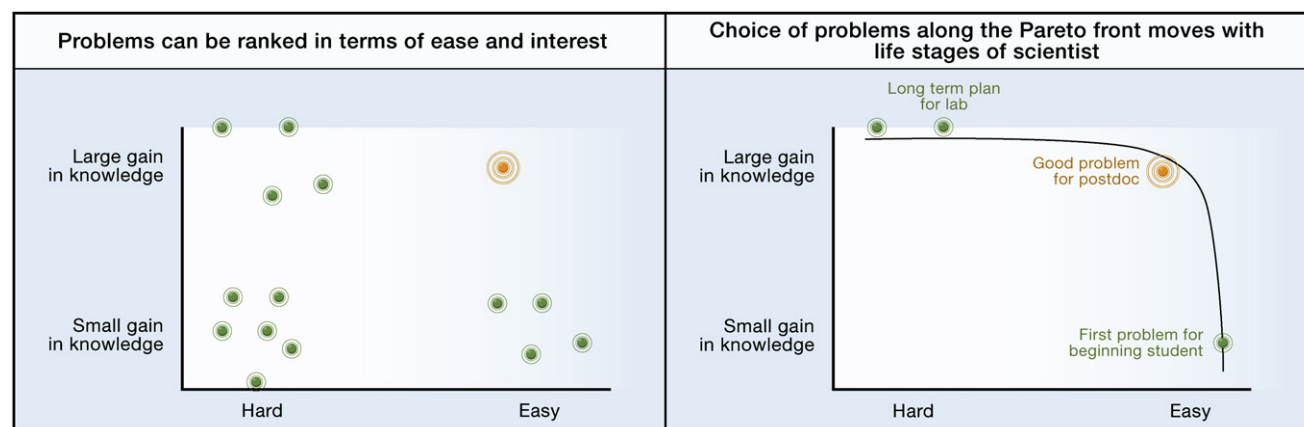 Problems can be ranked in terms of ease and interest
Large gain
in knowledge
Small gain
in knowledge
Hard
Easy
Choice of problems along the Pareto front moves with
life stages of scientist
Long term plan
for lab
Large gain
in knowledge
Good problem
for postdoc
Small gain
in knowledge
First problem for
beginning student
Hard
Easy